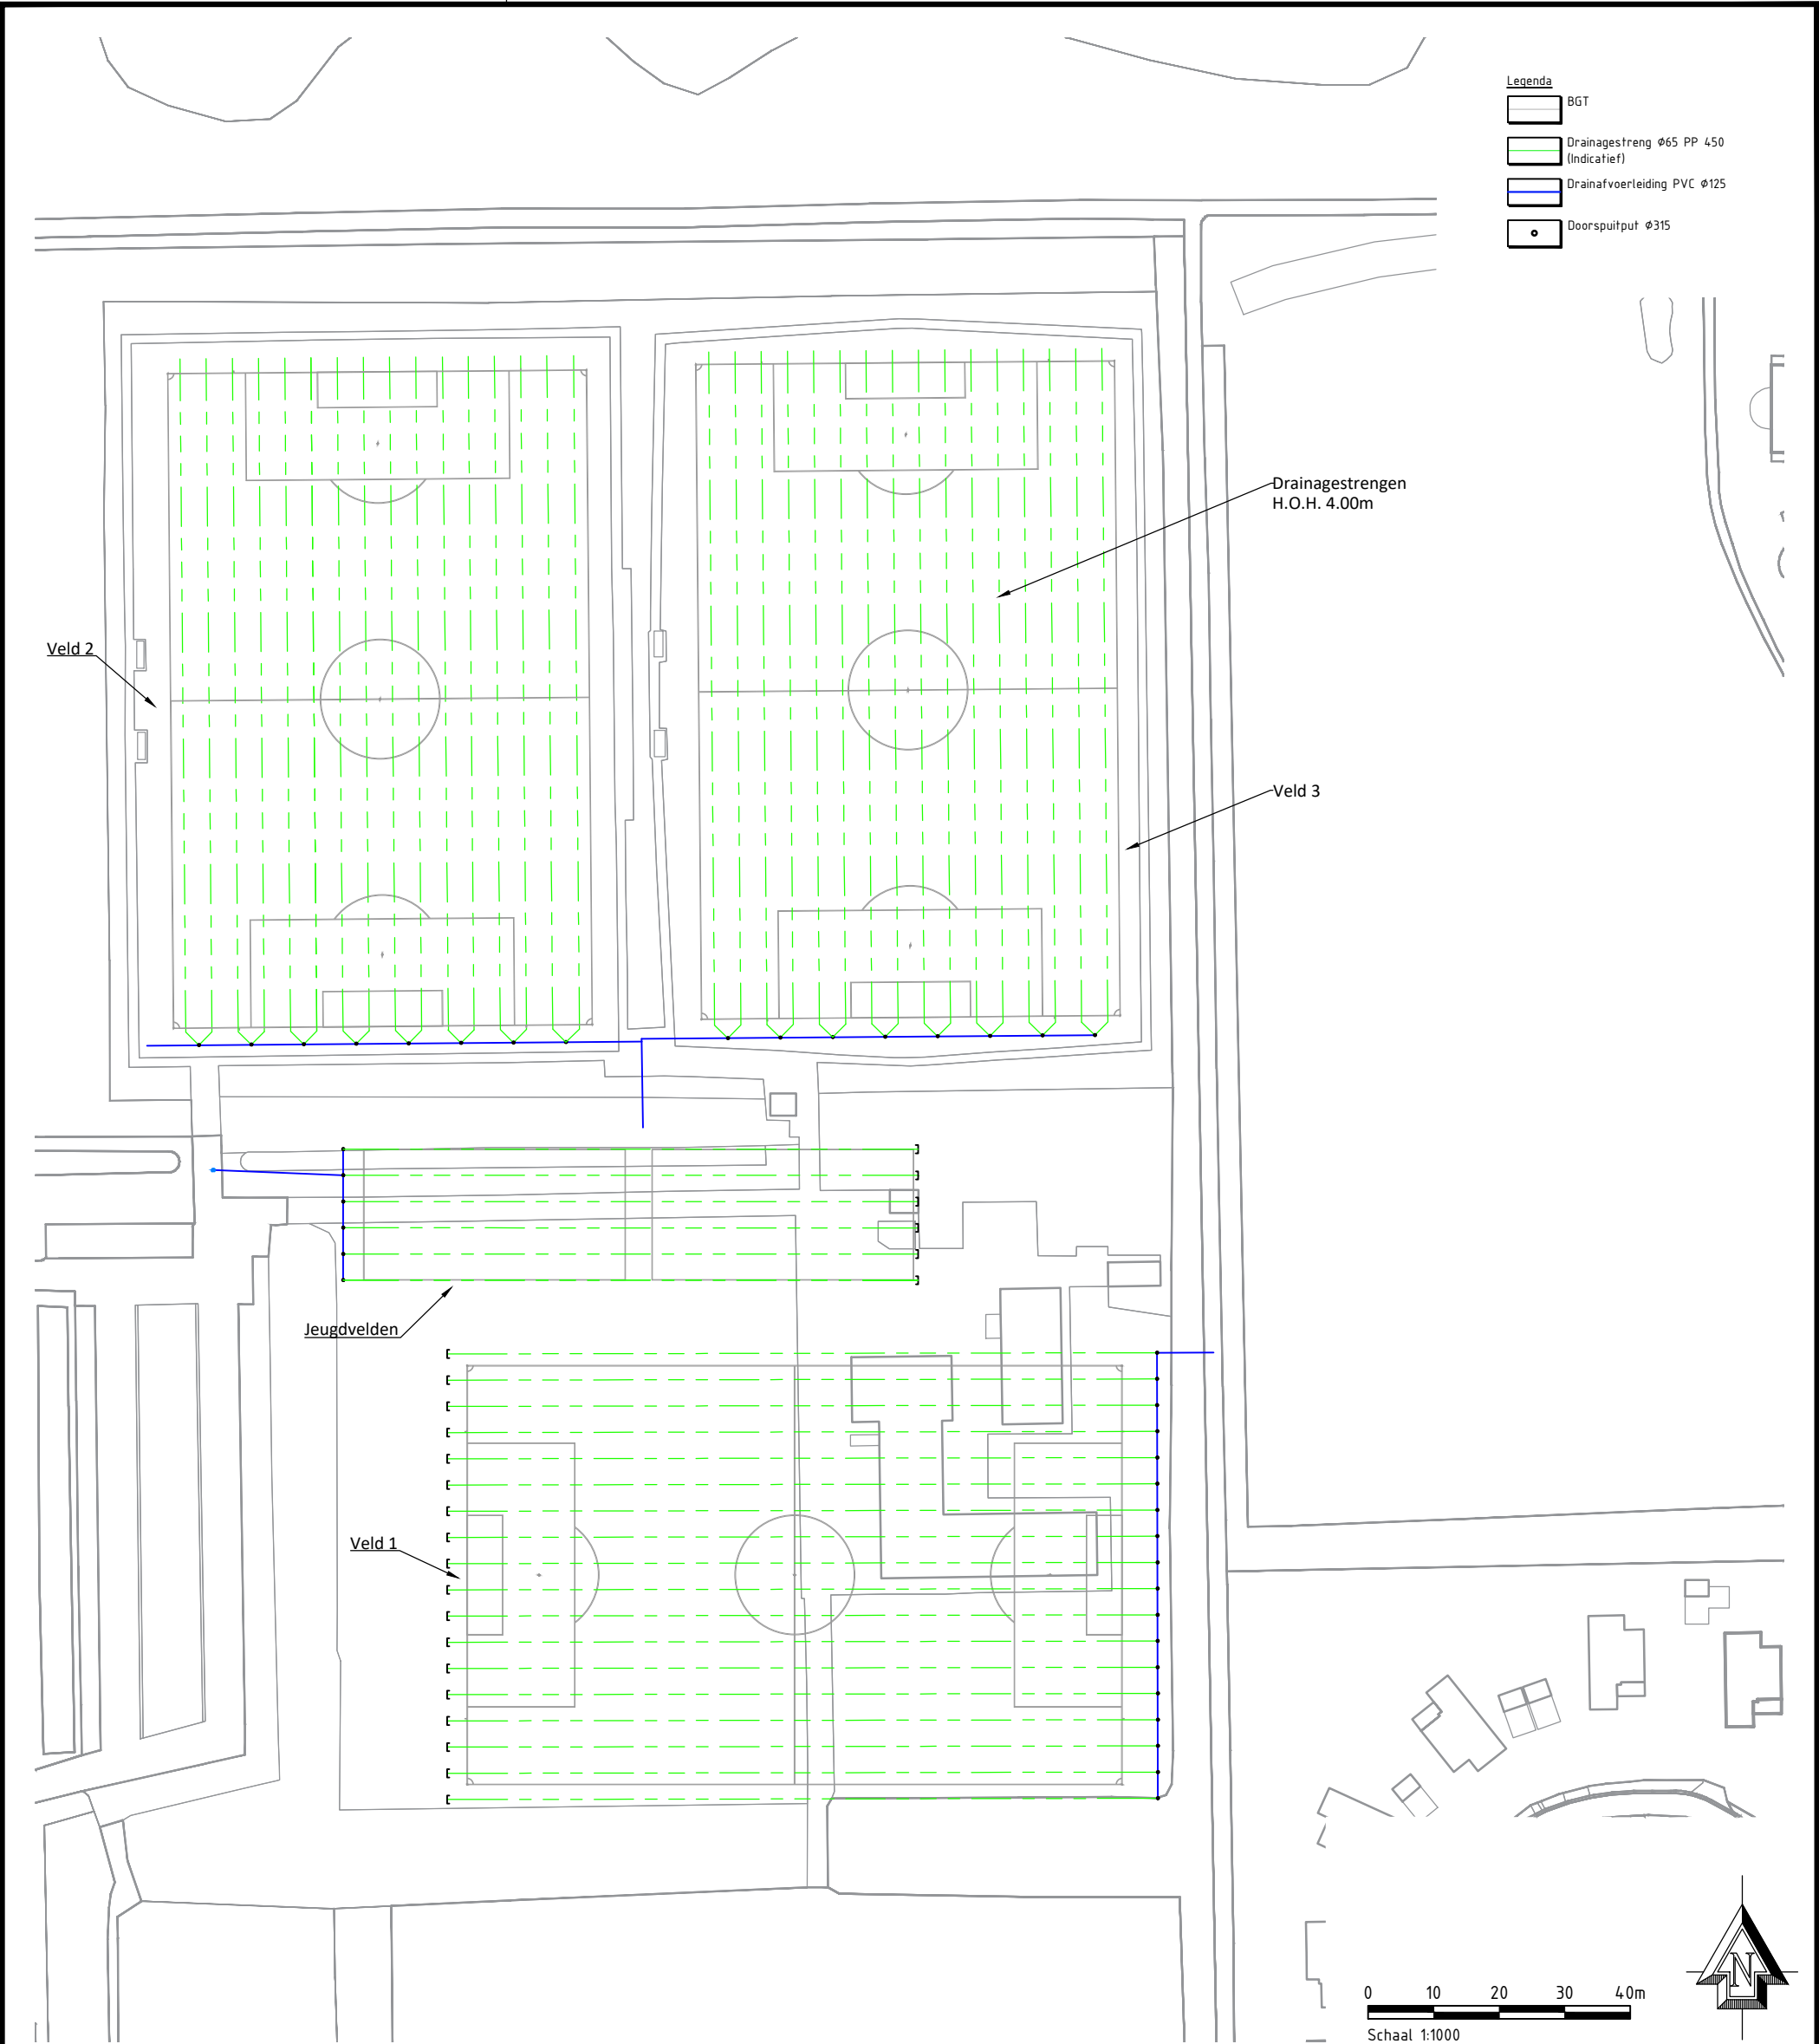 Legenda
BGT
Drainagestreng Ø65 PP 450
(Indicatief)
Drainafvoerleiding PVC Ø125
Doorspuitput Ø315
Drainagestrengen
H.O.H. 4.00m
Veld 2
Veld 3
Jeugdvelden
Veld 1
0 10 20 30 40m
Schaal 1:1000
N